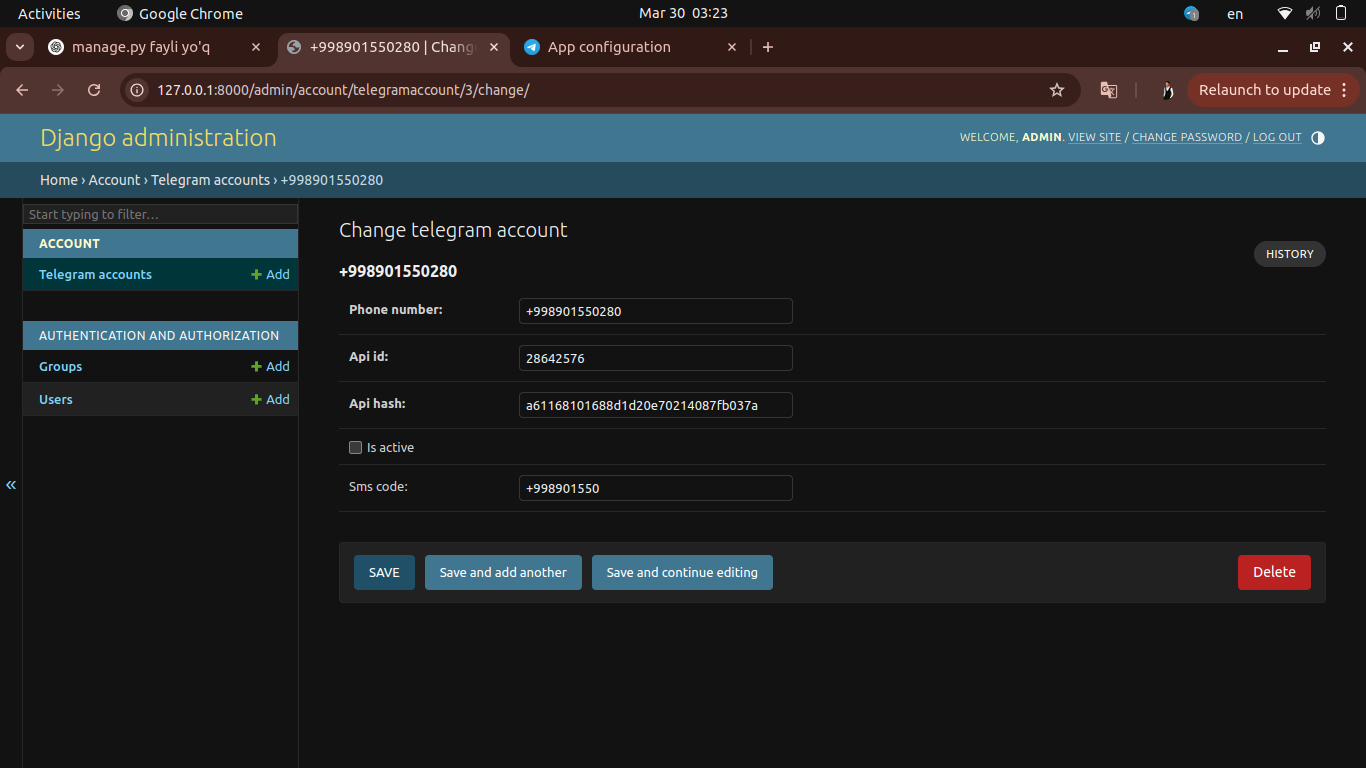 Activities
Google Chrome
Mar 30 03:23
en
manage.py fayli yo'q
+998901550280 | Chang
App configuration
127.0.0.1:8000/admin/account/telegramaccount/3/change/
Relaunch to update
Django administration
WELCOME, ADMIN. VIEW SITE / CHANGE PASSWORD / LOG OUT
Home › Account › Telegram accounts › +998901550280
Start typing to filter…
ACCOUNT
Telegram accounts
+ Add
AUTHENTICATION AND AUTHORIZATION
Groups
+ Add
Users
+ Add
«
Change telegram account
HISTORY
+998901550280
Phone number:
+998901550280
Api id:
28642576
Api hash:
a61168101688d1d20e70214087fb037a
Is active
Sms code:
+998901550
SAVE
Save and add another
Save and continue editing
Delete